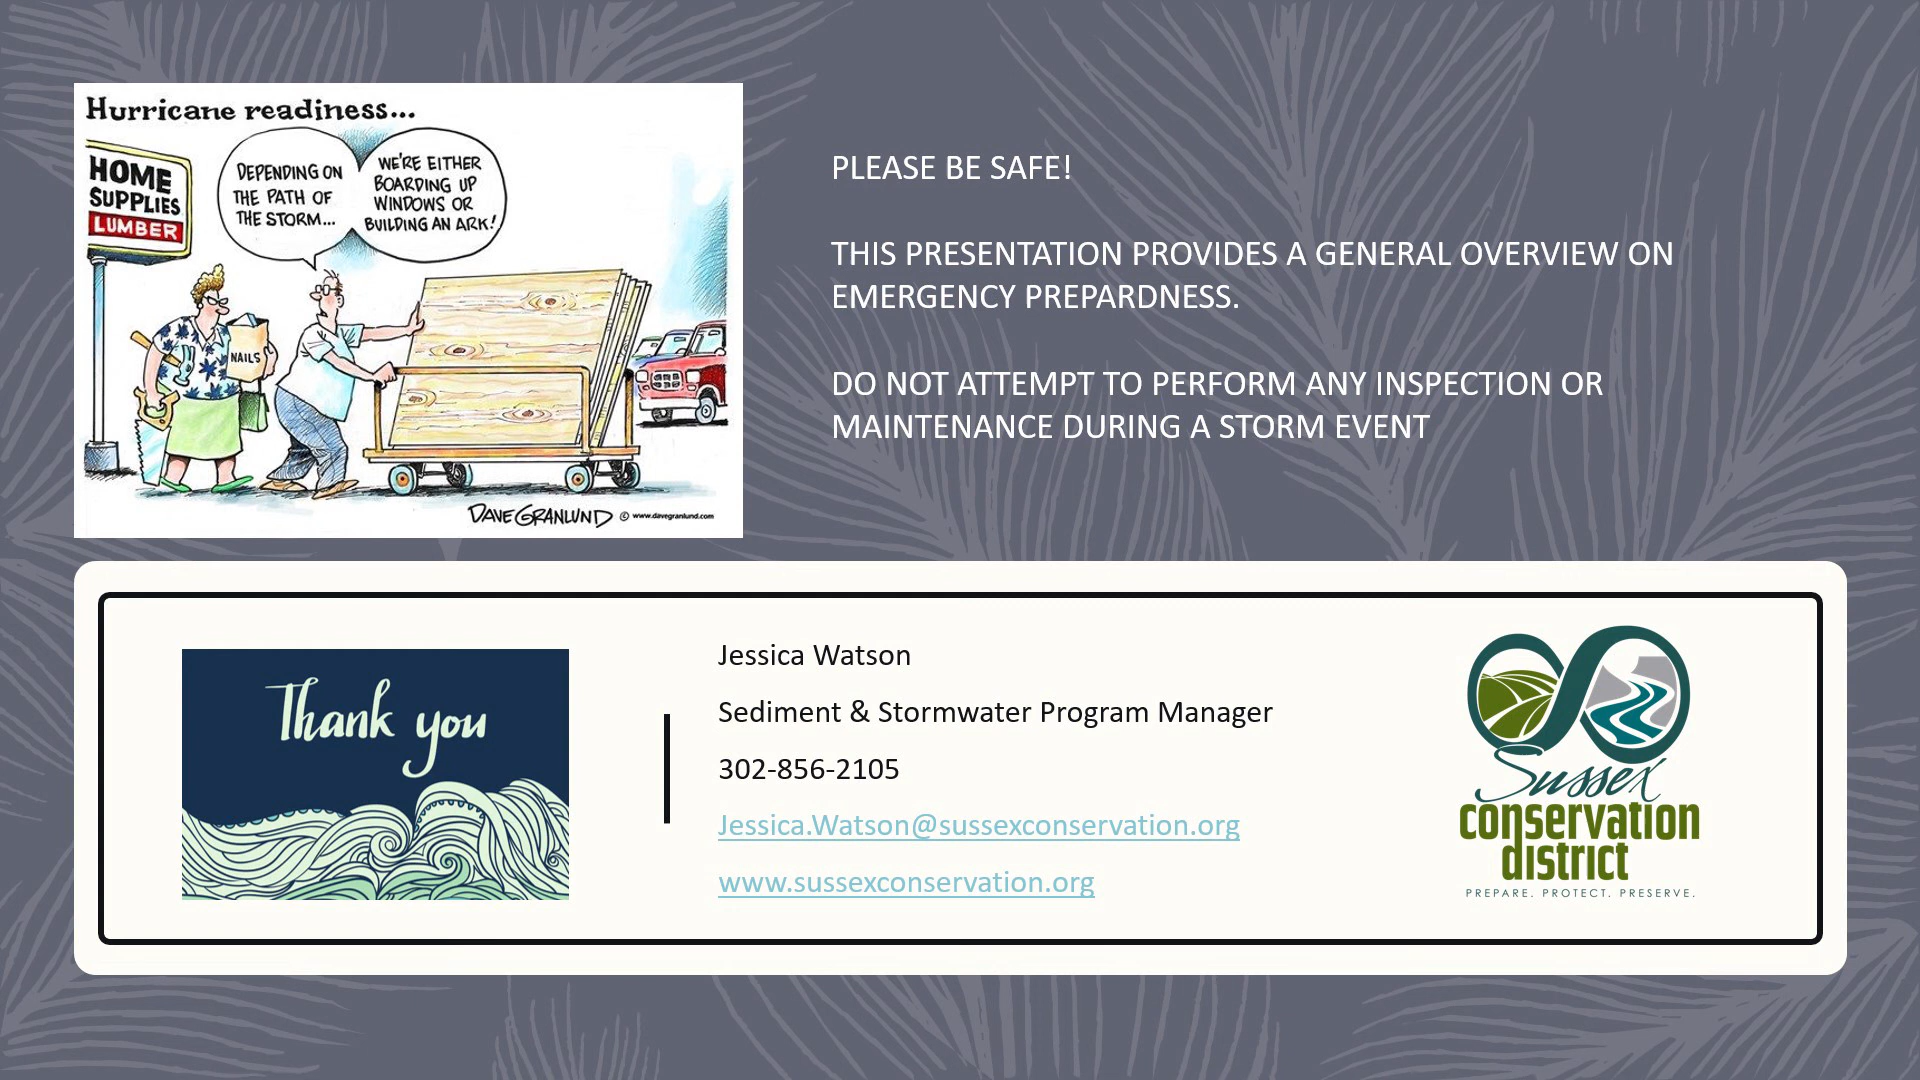 Hurricane readiness...
HOME
SUPPLIES
LUMBER
DEPENDING ON
THE PATH OF
THE STORM...
WE'RE EITHER
BOARDING UP
WINDOWS OR
BUILDING AN ARK!
NAILS
DAVE GRANLUND © www.davegranlund.com
PLEASE BE SAFE!
THIS PRESENTATION PROVIDES A GENERAL OVERVIEW ON
EMERGENCY PREPARDNESS.
DO NOT ATTEMPT TO PERFORM ANY INSPECTION OR
MAINTENANCE DURING A STORM EVENT
Thank you
Jessica Watson
Sediment & Stormwater Program Manager
302-856-2105
Jessica.Watson@sussexconservation.org
www.sussexconservation.org
Sussex
conservation
district
PREPARE. PROTECT. PRESERVE.